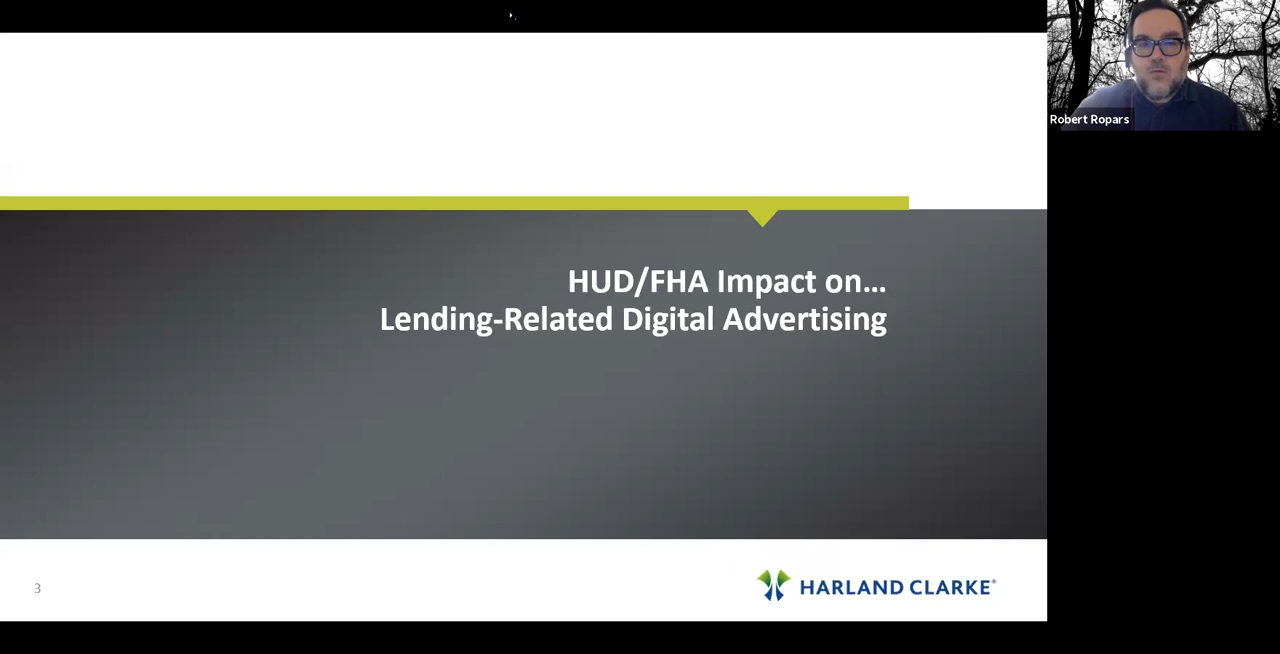 Robert Ropars
HUD/FHA Impact on…
Lending-Related Digital Advertising
3
HARLAND CLARKE®